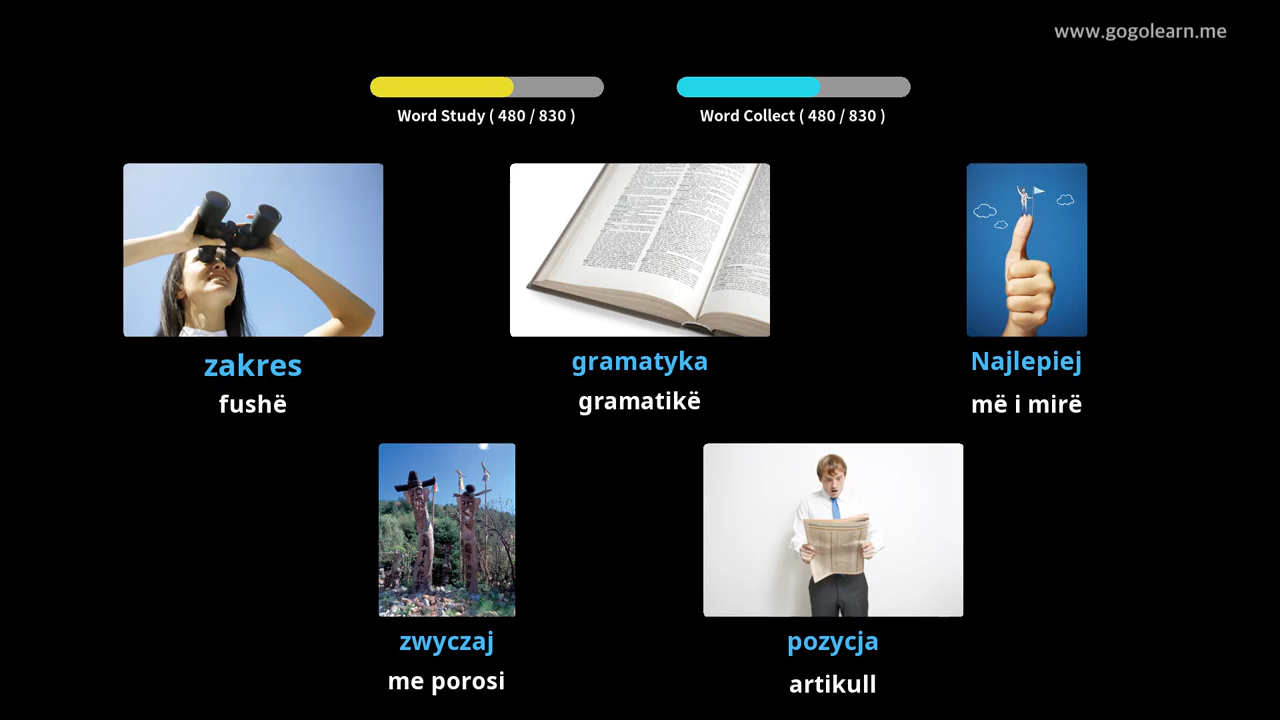 www.gogolearn.me
Word Study ( 480 / 830 )
Word Collect ( 480 / 830 )
zakres
fushë
gramatyka
gramatikë
Najlepiej
më i mirë
zwyczaj
me porosi
pozycja
artikull